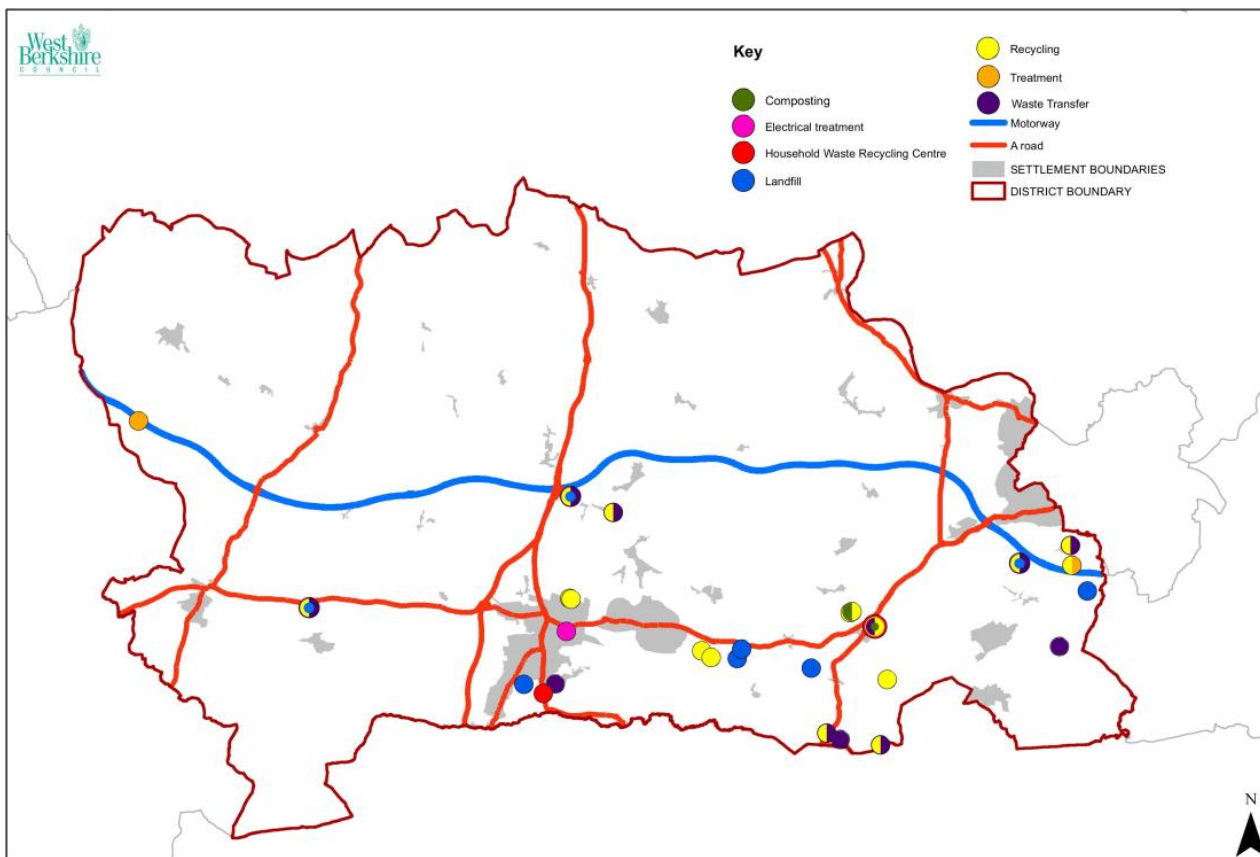 West
Berkshire
COUNCIL
Key
Composting
Electrical treatment
Household Waste Recycling Centre
Landfill
Recycling
Treatment
Waste Transfer
Motorway
A road
SETTLEMENT BOUNDARIES
DISTRICT BOUNDARY
N